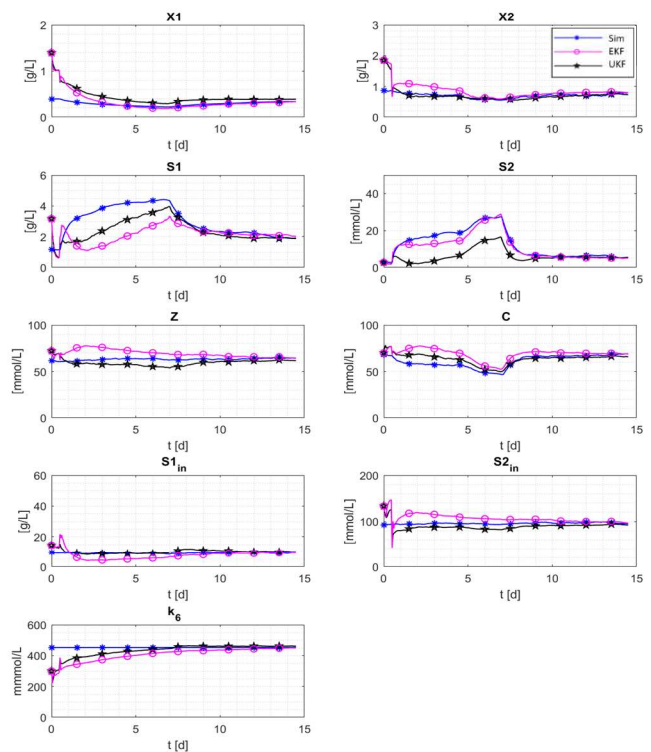 X1
2
1
0
[g/L]
0 5 10 15
t [d]
X2
3
2
1
0
[g/L]
0 5 10 15
t [d]
Sim
EKF
UKF
S1
6
4
2
0
[g/L]
0 5 10 15
t [d]
S2
40
20
0
[mmol/L]
0 5 10 15
t [d]
Z
100
50
0
[mmol/L]
0 5 10 15
t [d]
C
100
50
0
[mmol/L]
0 5 10 15
t [d]
S1in
60
40
20
0
[g/L]
0 5 10 15
t [d]
S2in
200
100
0
[mmol/L]
0 5 10 15
t [d]
k6
600
400
200
0
mmmol/L
0 5 10 15
t [d]